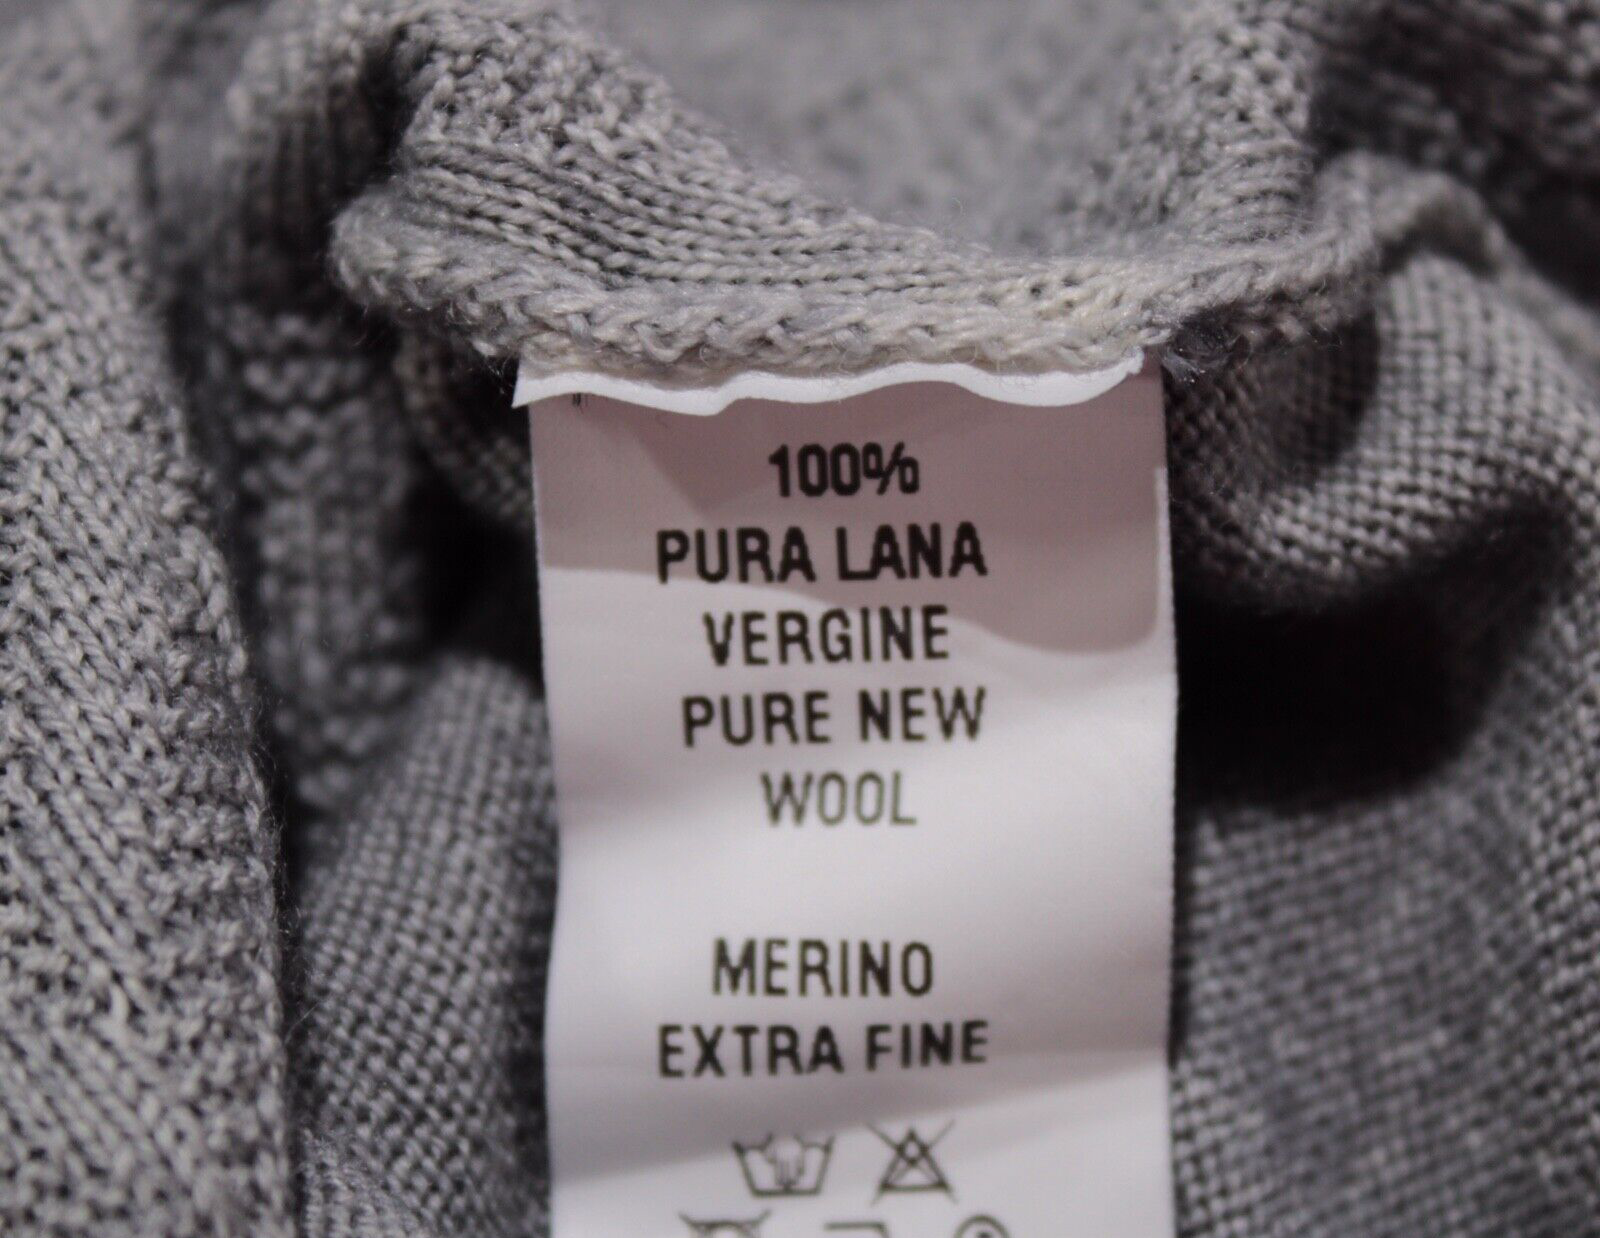 100%
PURA LANA
VERGINE
PURE NEW
WOOL
MERINO
EXTRA FINE